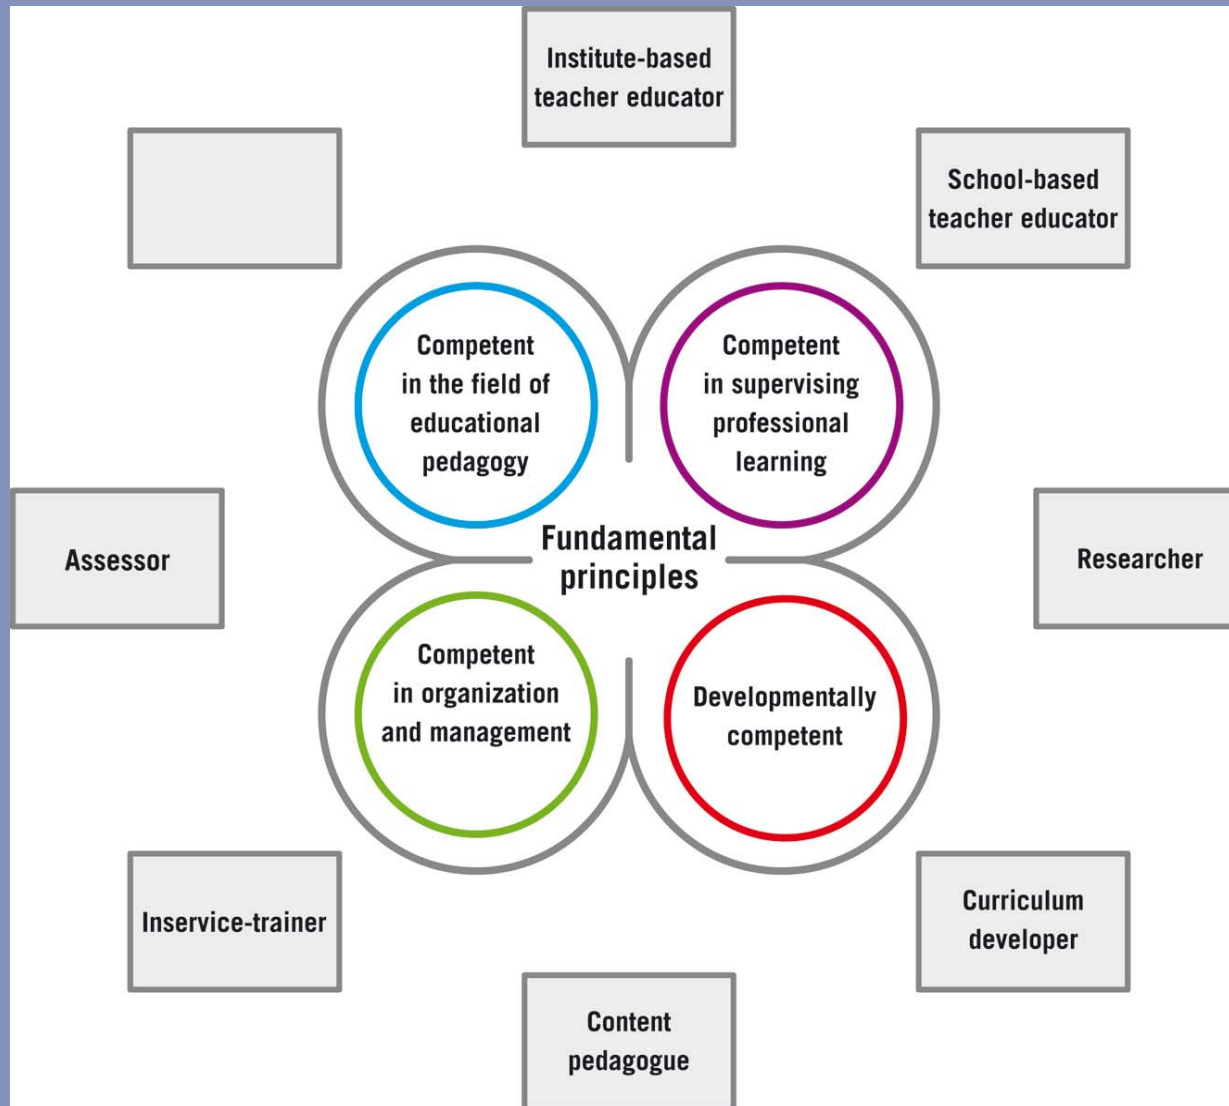 Institute-based
teacher educator
School-based
teacher educator
Competent
in the field of
educational
pedagogy
Competent
in supervising
professional
learning
Assessor
Fundamental
principles
Researcher
Competent
in organization
and management
Developmentally
competent
Inservice-trainer
Curriculum
developer
Content
pedagogue